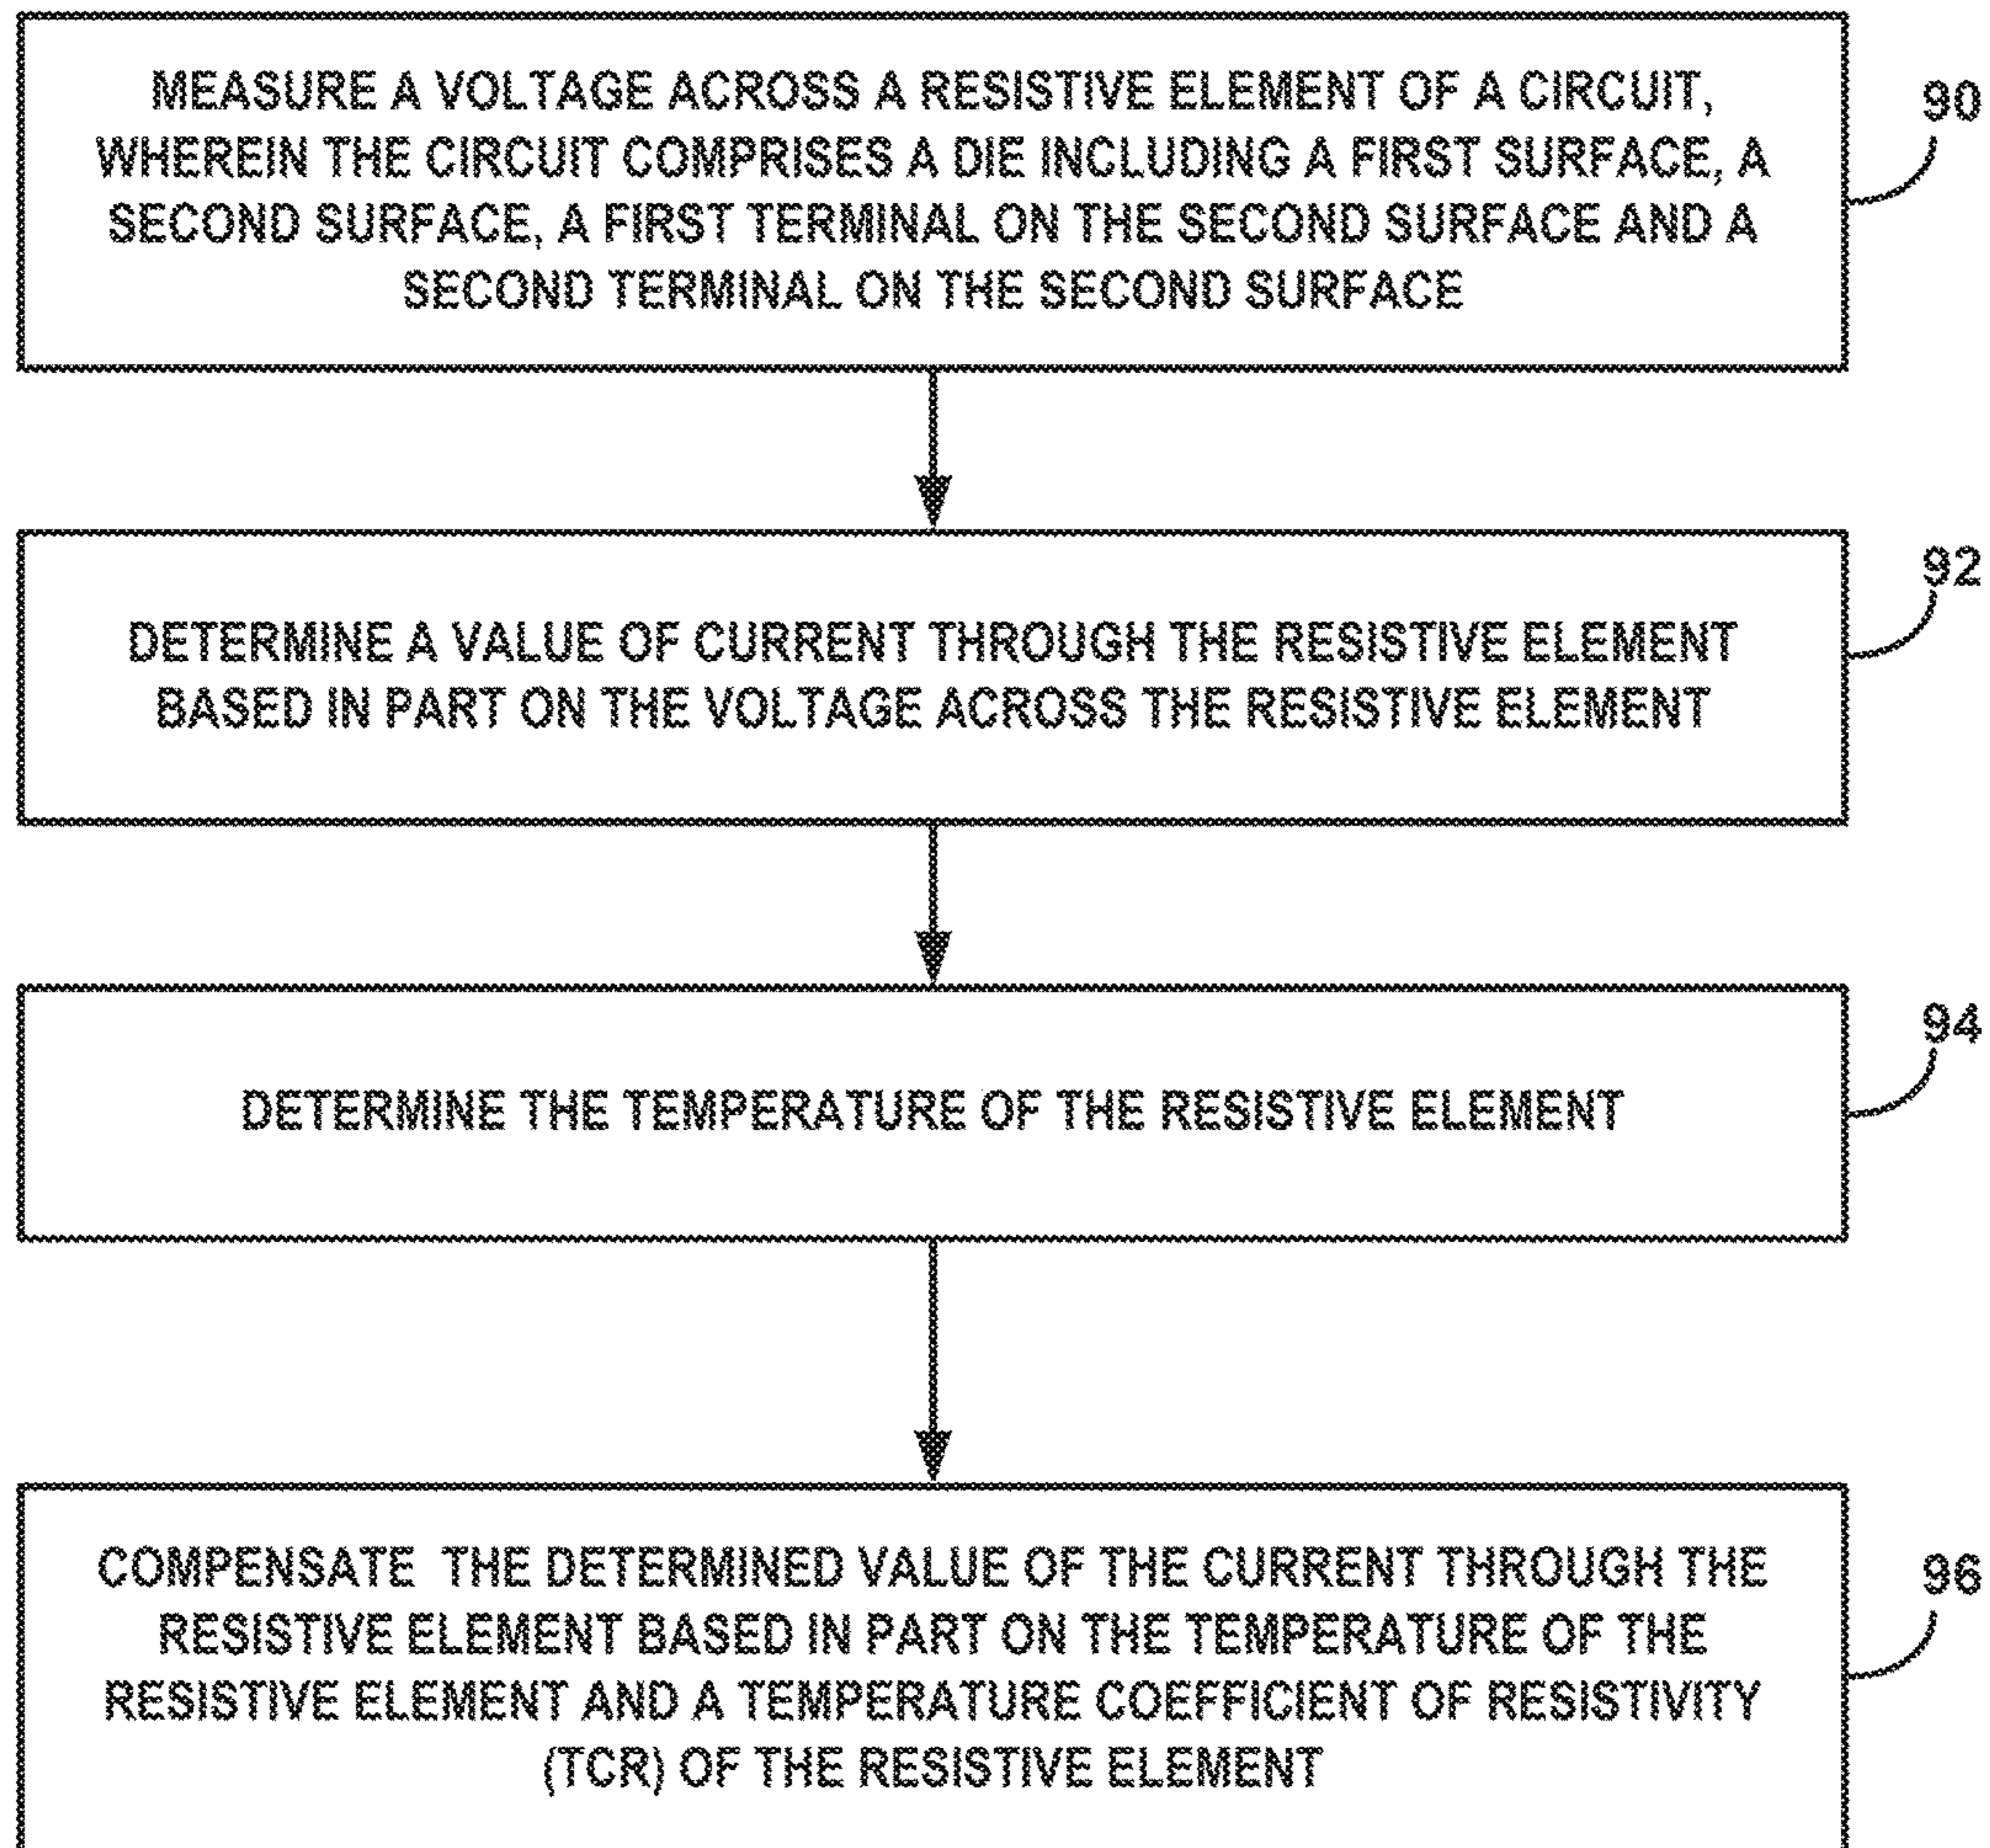 MEASURE A VOLTAGE ACROSS A RESISTIVE ELEMENT OF A CIRCUIT,
WHEREIN THE CIRCUIT COMPRISES A DIE INCLUDING A FIRST SURFACE, A
SECOND SURFACE, A FIRST TERMINAL ON THE SECOND SURFACE AND A
SECOND TERMINAL ON THE SECOND SURFACE
90
DETERMINE A VALUE OF CURRENT THROUGH THE RESISTIVE ELEMENT
BASED IN PART ON THE VOLTAGE ACROSS THE RESISTIVE ELEMENT
92
DETERMINE THE TEMPERATURE OF THE RESISTIVE ELEMENT
94
COMPENSATE THE DETERMINED VALUE OF THE CURRENT THROUGH THE
RESISTIVE ELEMENT BASED IN PART ON THE TEMPERATURE OF THE
RESISTIVE ELEMENT AND A TEMPERATURE COEFFICIENT OF RESISTIVITY
(TCR) OF THE RESISTIVE ELEMENT
96